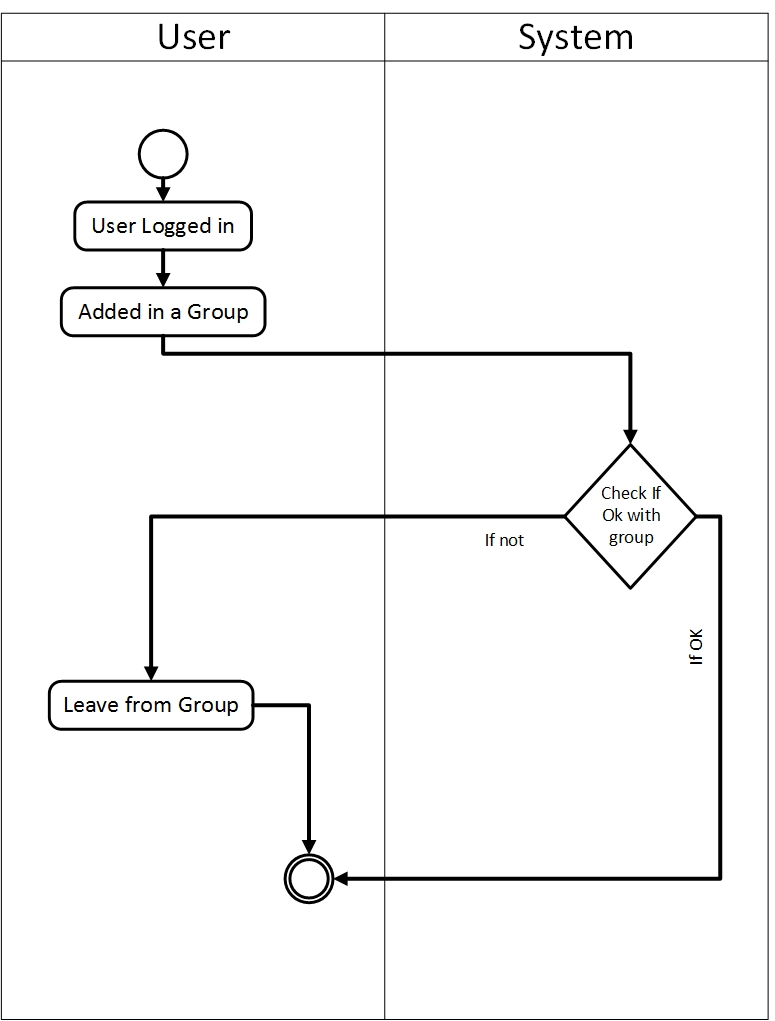 User
System
User Logged in
Added in a Group
Check If
Ok with
group
If not
If OK
Leave from Group